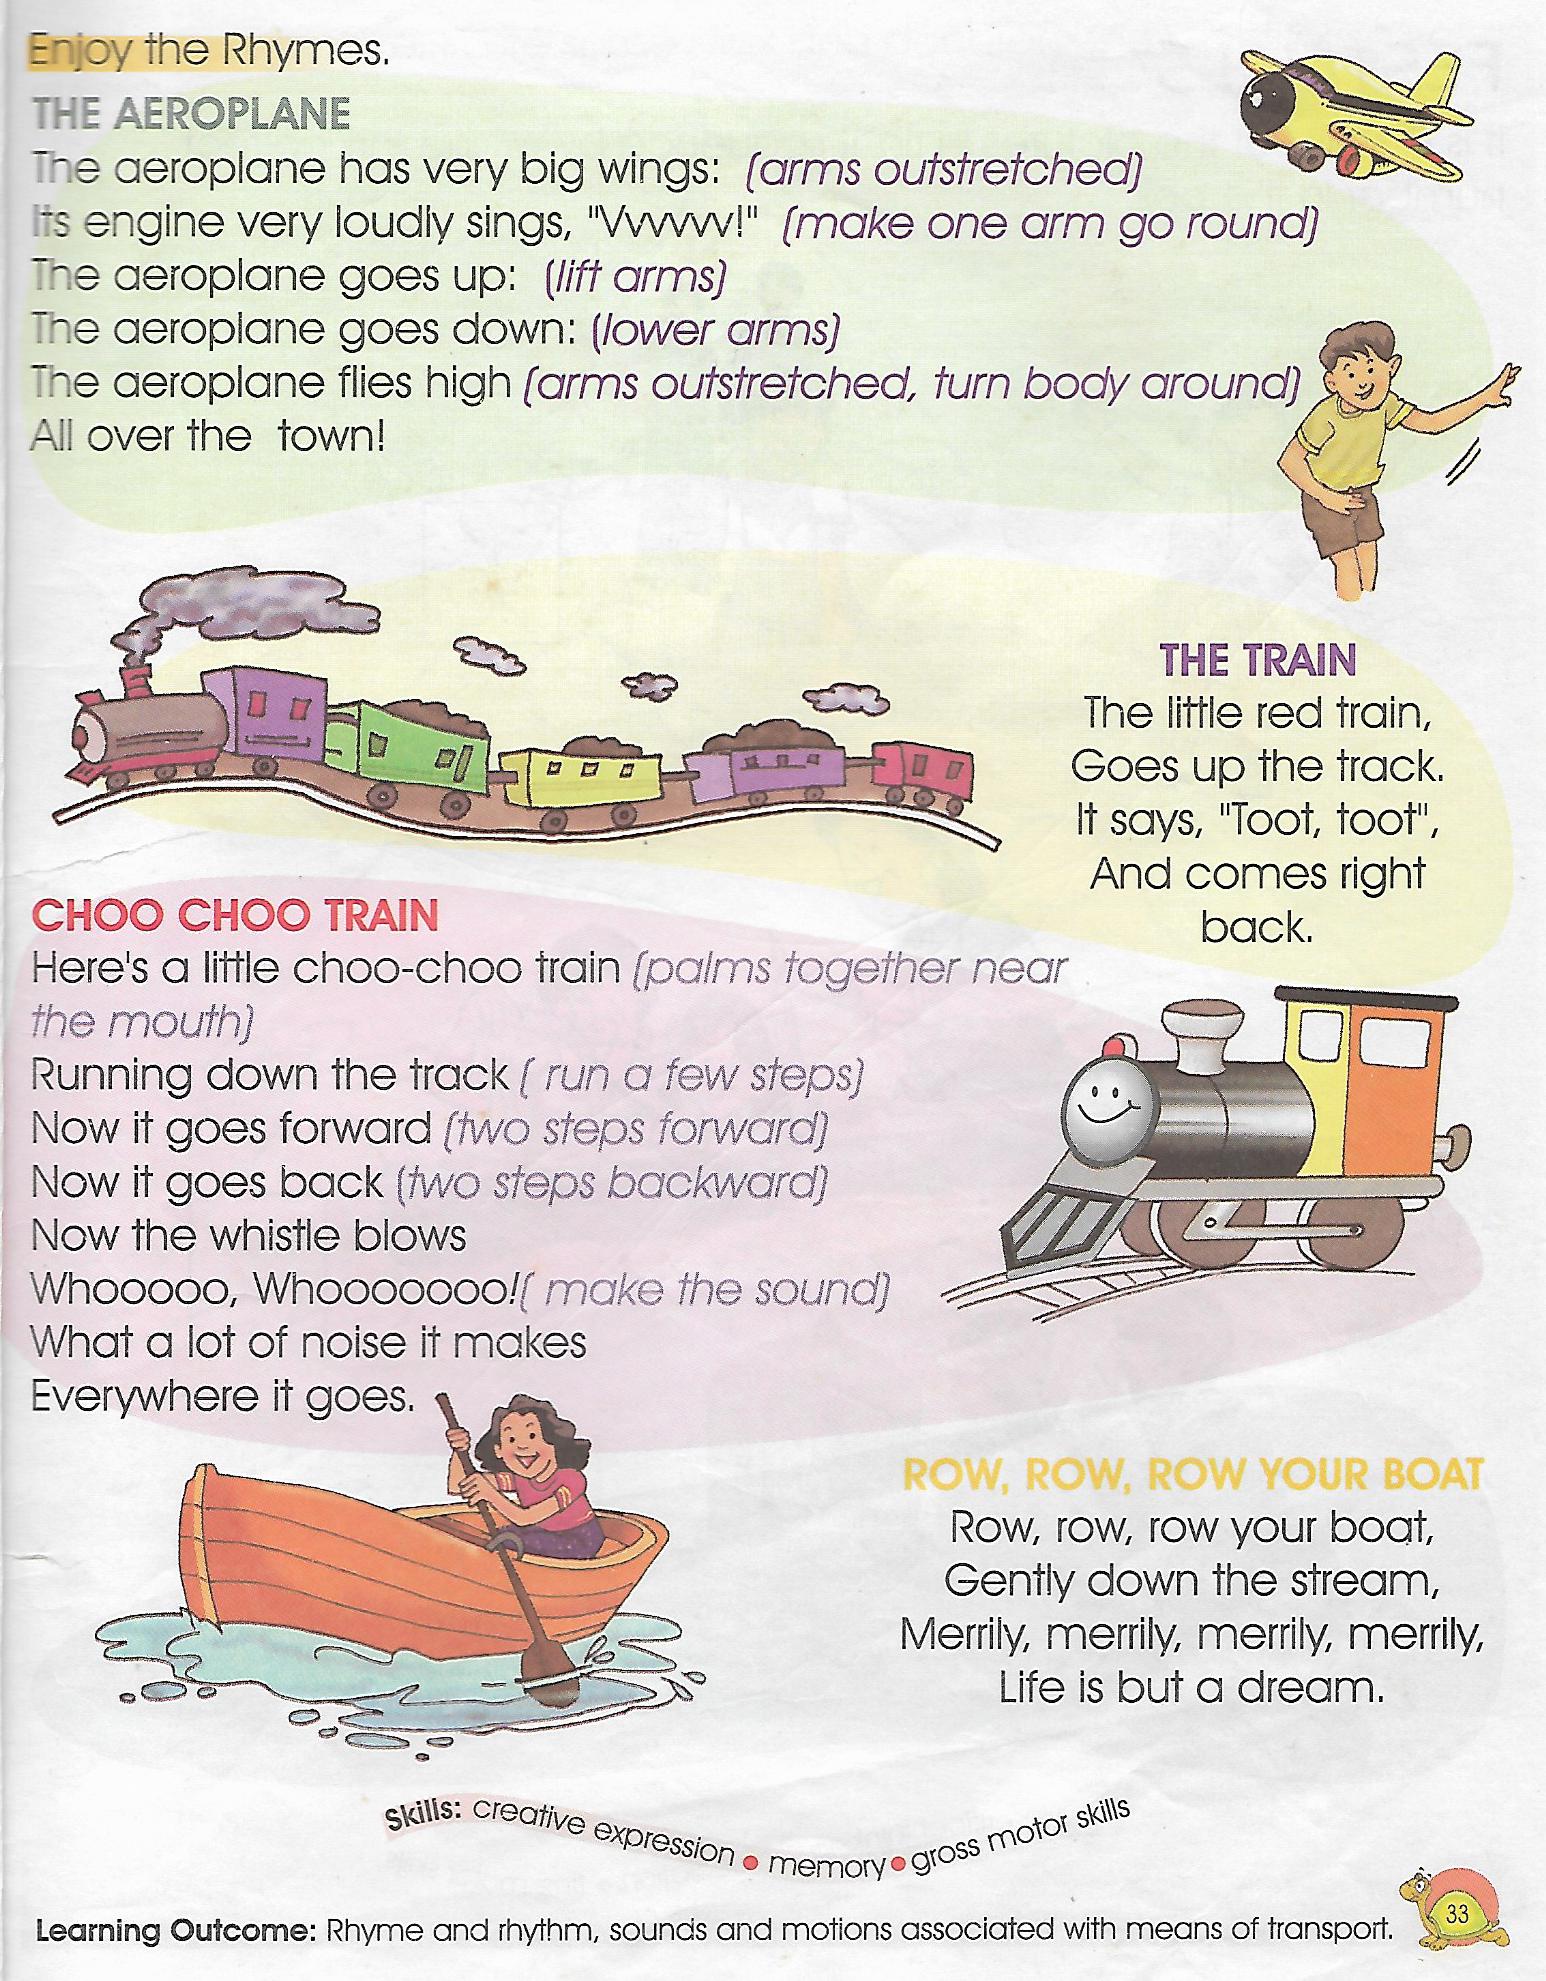 Enjoy the Rhymes.
THE AEROPLANE
The aeroplane has very big wings: (arms outstretched)
Its engine very loudly sings, "Vvvvvv!" (make one arm go round)
The aeroplane goes up: (lift arms)
The aeroplane goes down: (lower arms)
The aeroplane flies high (arms outstretched, turn body around)
All over the town!
THE TRAIN
The little red train,
Goes up the track.
It says, "Toot, toot",
And comes right
back.
CHOO CHOO TRAIN
Here's a little choo-choo train (palms together near
the mouth)
Running down the track ( run a few steps)
Now it goes forward (two steps forward)
Now it goes back (two steps backward)
Now the whistle blows
Whooooo, Whooooooo!( make the sound)
What a lot of noise it makes
Everywhere it goes.
ROW, ROW, ROW YOUR BOAT
Row, row, row your boat,
Gently down the stream,
Merrily, merrily, merrily, merrily,
Life is but a dream.
Skills: creative expression • memory • gross motor skills
Learning Outcome: Rhyme and rhythm, sounds and motions associated with means of transport.
33